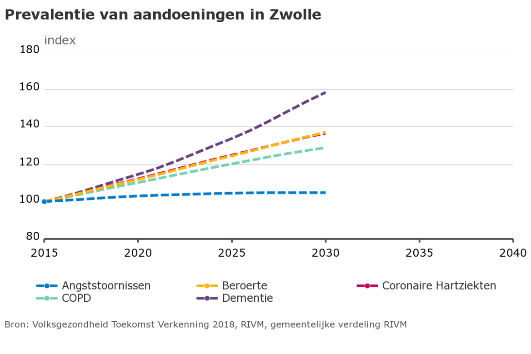 Prevalentie van aandoeningen in Zwolle
index
180
160
140
120
100
80
2015 2020 2025 2030 2035 2040
Angststoornissen Beroerte Coronaire Hartziekten
COPD Dementie
Bron: Volksgezondheid Toekomst Verkenning 2018, RIVM, gemeentelijke verdeling RIVM